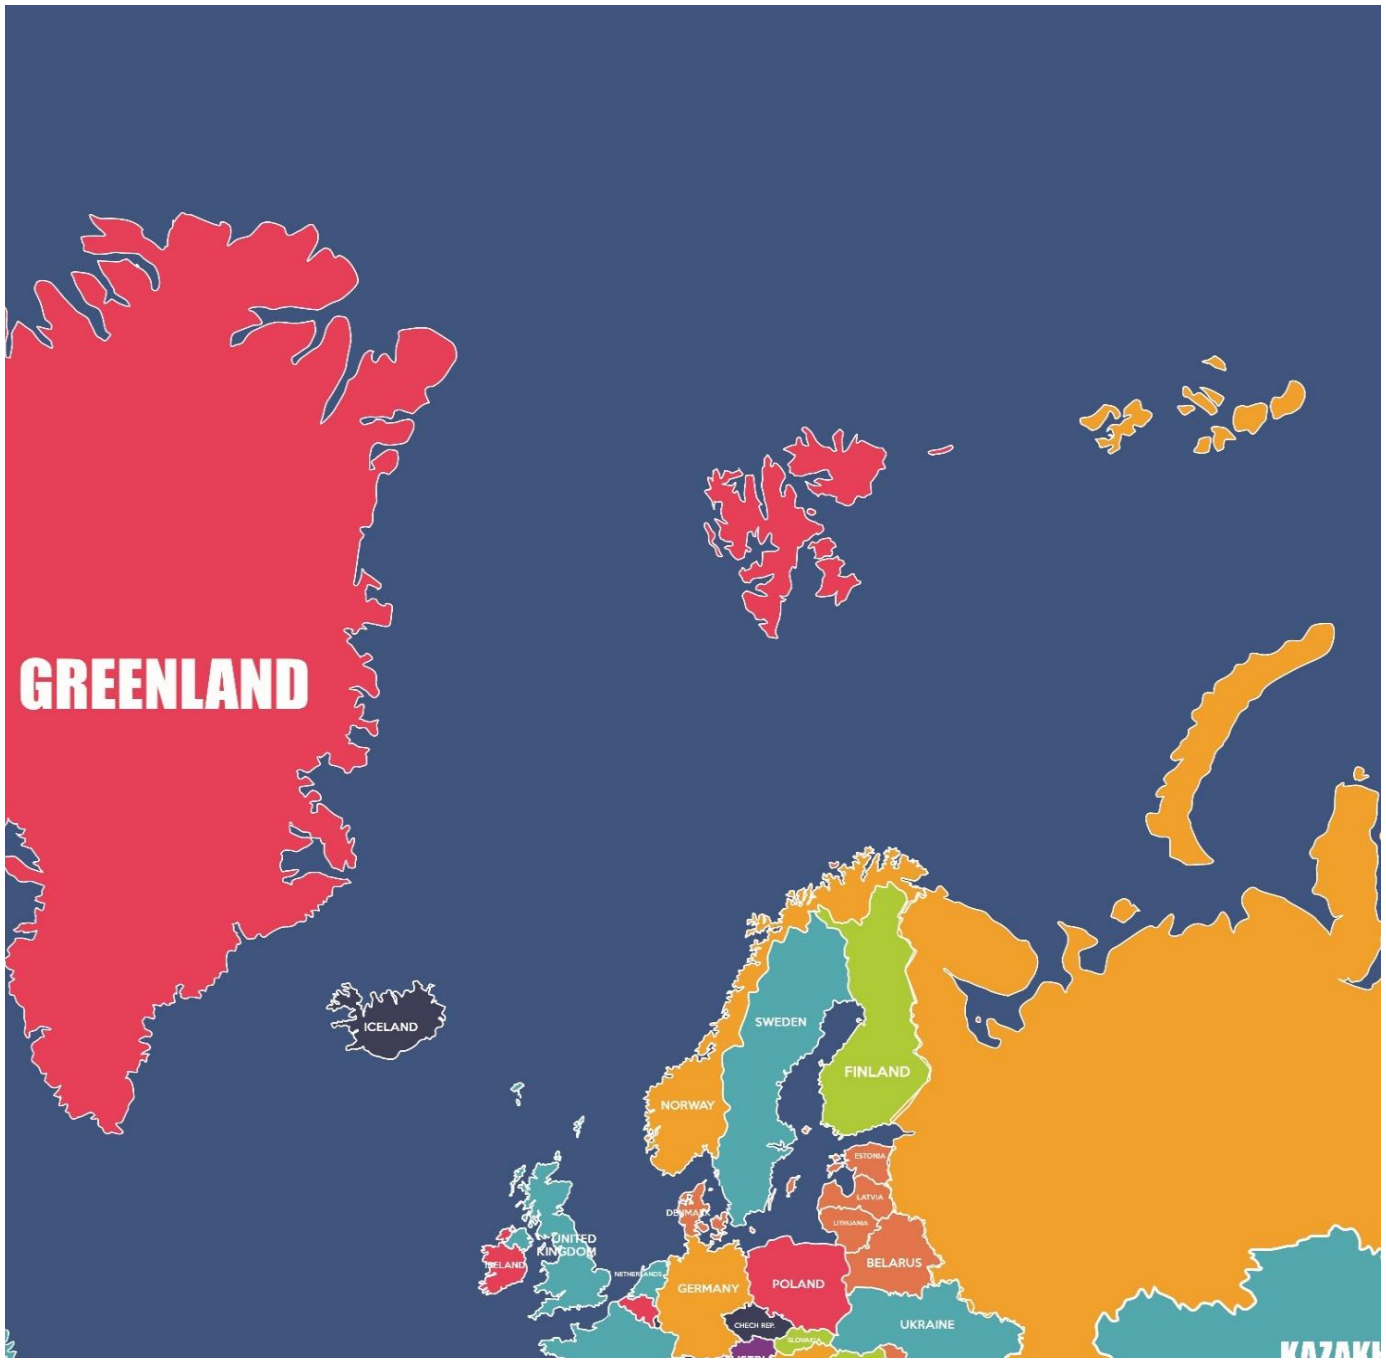 GREENLAND
ICELAND
SWEDEN
FINLAND
NORWAY
ESTONIA
LATVIA
DENMARK
LITHUANIA
UNITED
KINGDOM
IRELAND
BELARUS
NETHERLANDS
GERMANY
POLAND
CHECH REP.
UKRAINE
SLOVAKIA
KAZAKH